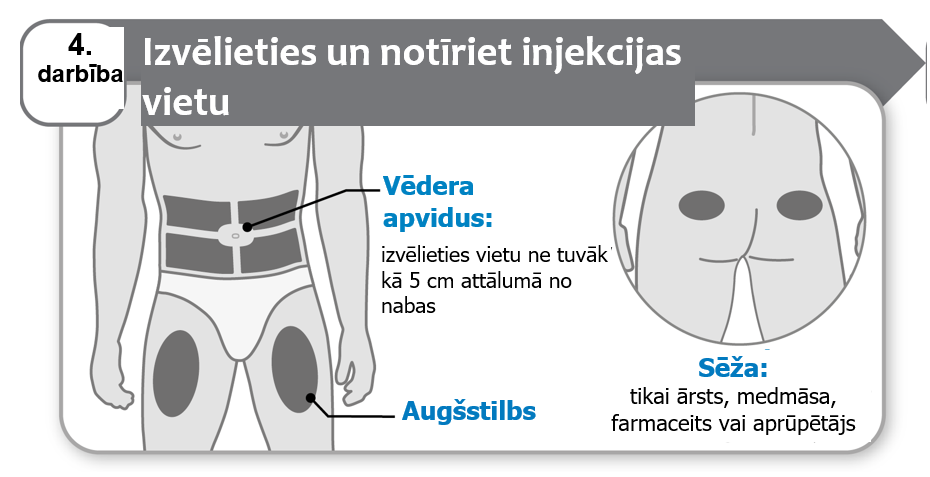 4.
darbība
Izvēlieties un notīriet injekcijas
vietu
Vēdera
apvidus:
izvēlieties vietu ne tuvāk
kā 5 cm attālumā no
nabas
Augšstilbs
Sēža:
tikai ārsts, medmāsa,
farmaceits vai aprūpētājs